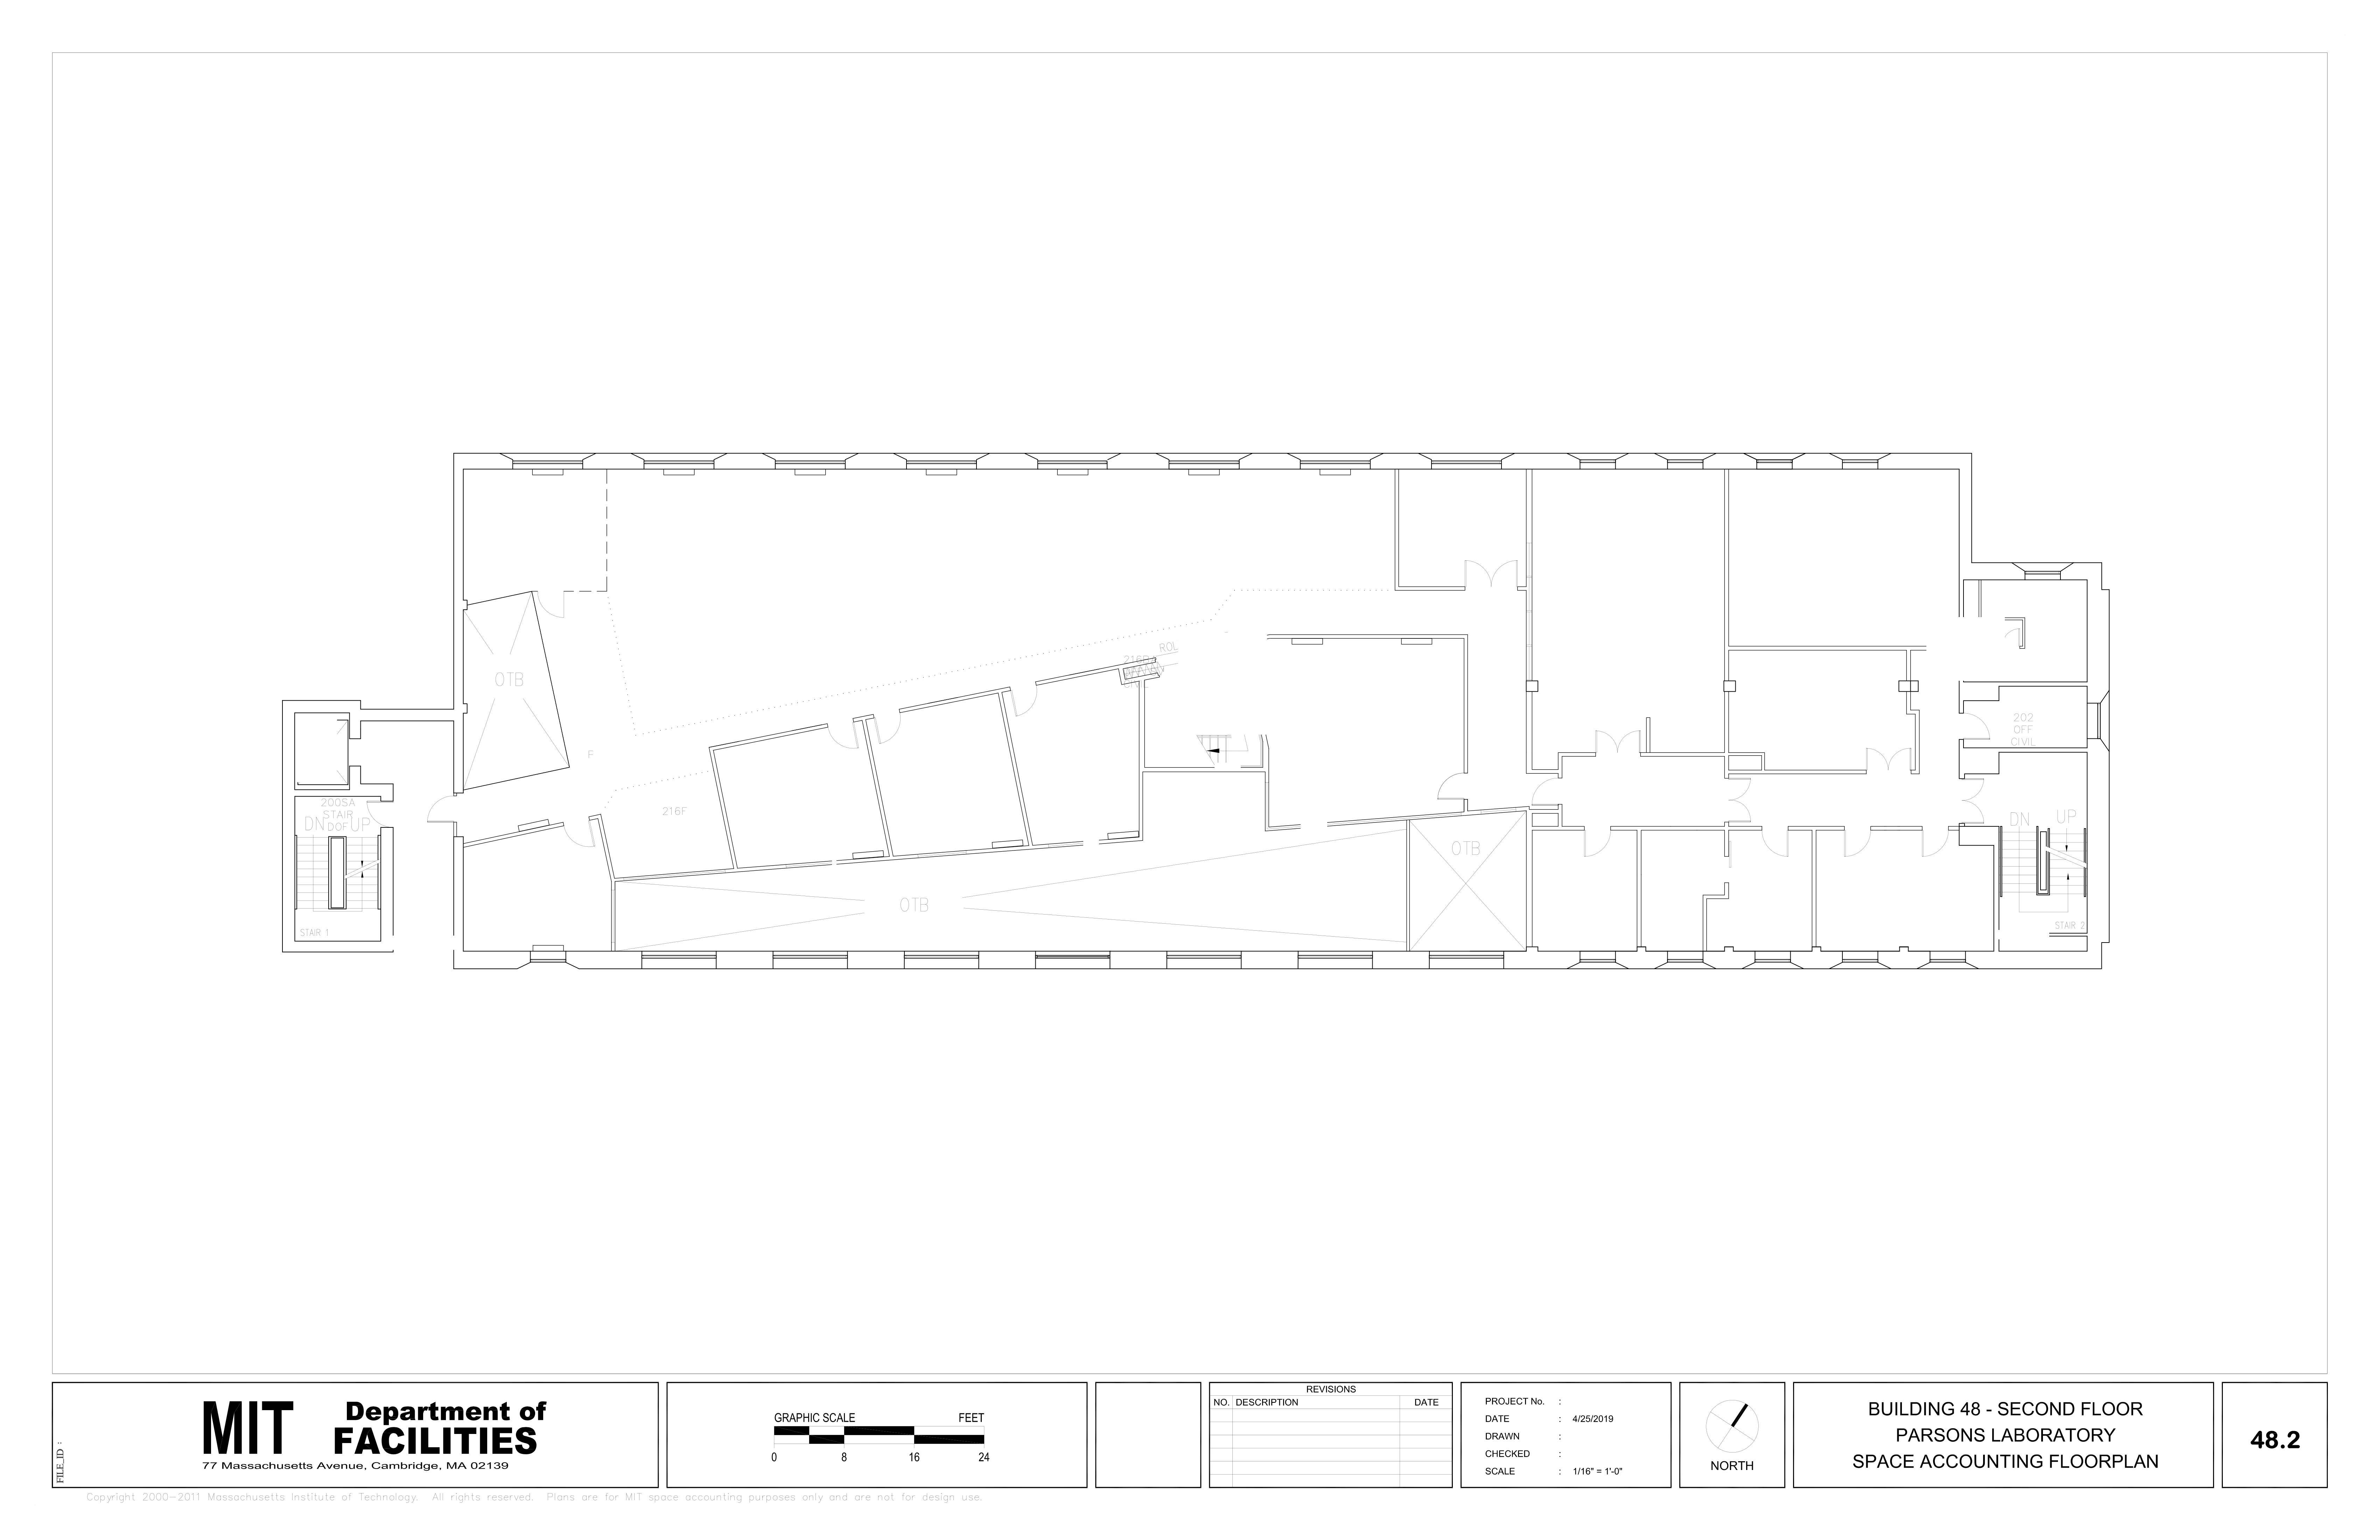 OTB
ROL
F
202
OFF
CIVIL
216F
200SA
STAIR
DN DOF UP
DN
UP
OTB
OTB
STAIR 1
STAIR 2
MIT
Department of
FACILITIES
77 Massachusetts Avenue, Cambridge, MA 02139
FILE_ID :
GRAPHIC SCALE FEET
0 8 16 24
REVISIONS
NO. DESCRIPTION DATE
PROJECT No. :
DATE : 4/25/2019
DRAWN :
CHECKED :
SCALE : 1/16" = 1'-0"
NORTH
BUILDING 48 - SECOND FLOOR
PARSONS LABORATORY
SPACE ACCOUNTING FLOORPLAN
48.2
Copyright 2000-2011 Massachusetts Institute of Technology. All rights reserved. Plans are for MIT space accounting purposes only and are not for design use.